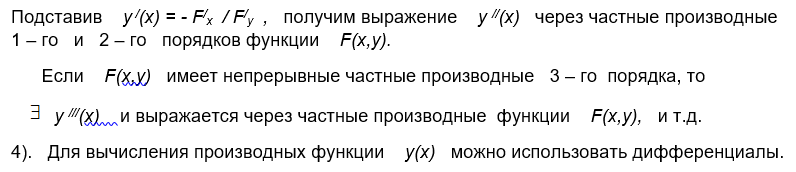 Подставив y′(x) = - F′x / F′y , получим выражение y′′(x) через частные производные
1 – го и 2 – го порядков функции F(x,y).
Если F(x,y) имеет непрерывные частные производные 3 – го порядка, то
∃ y′′′(x) и выражается через частные производные функции F(x,y), и т.д.
4). Для вычисления производных функции y(x) можно использовать дифференциалы.